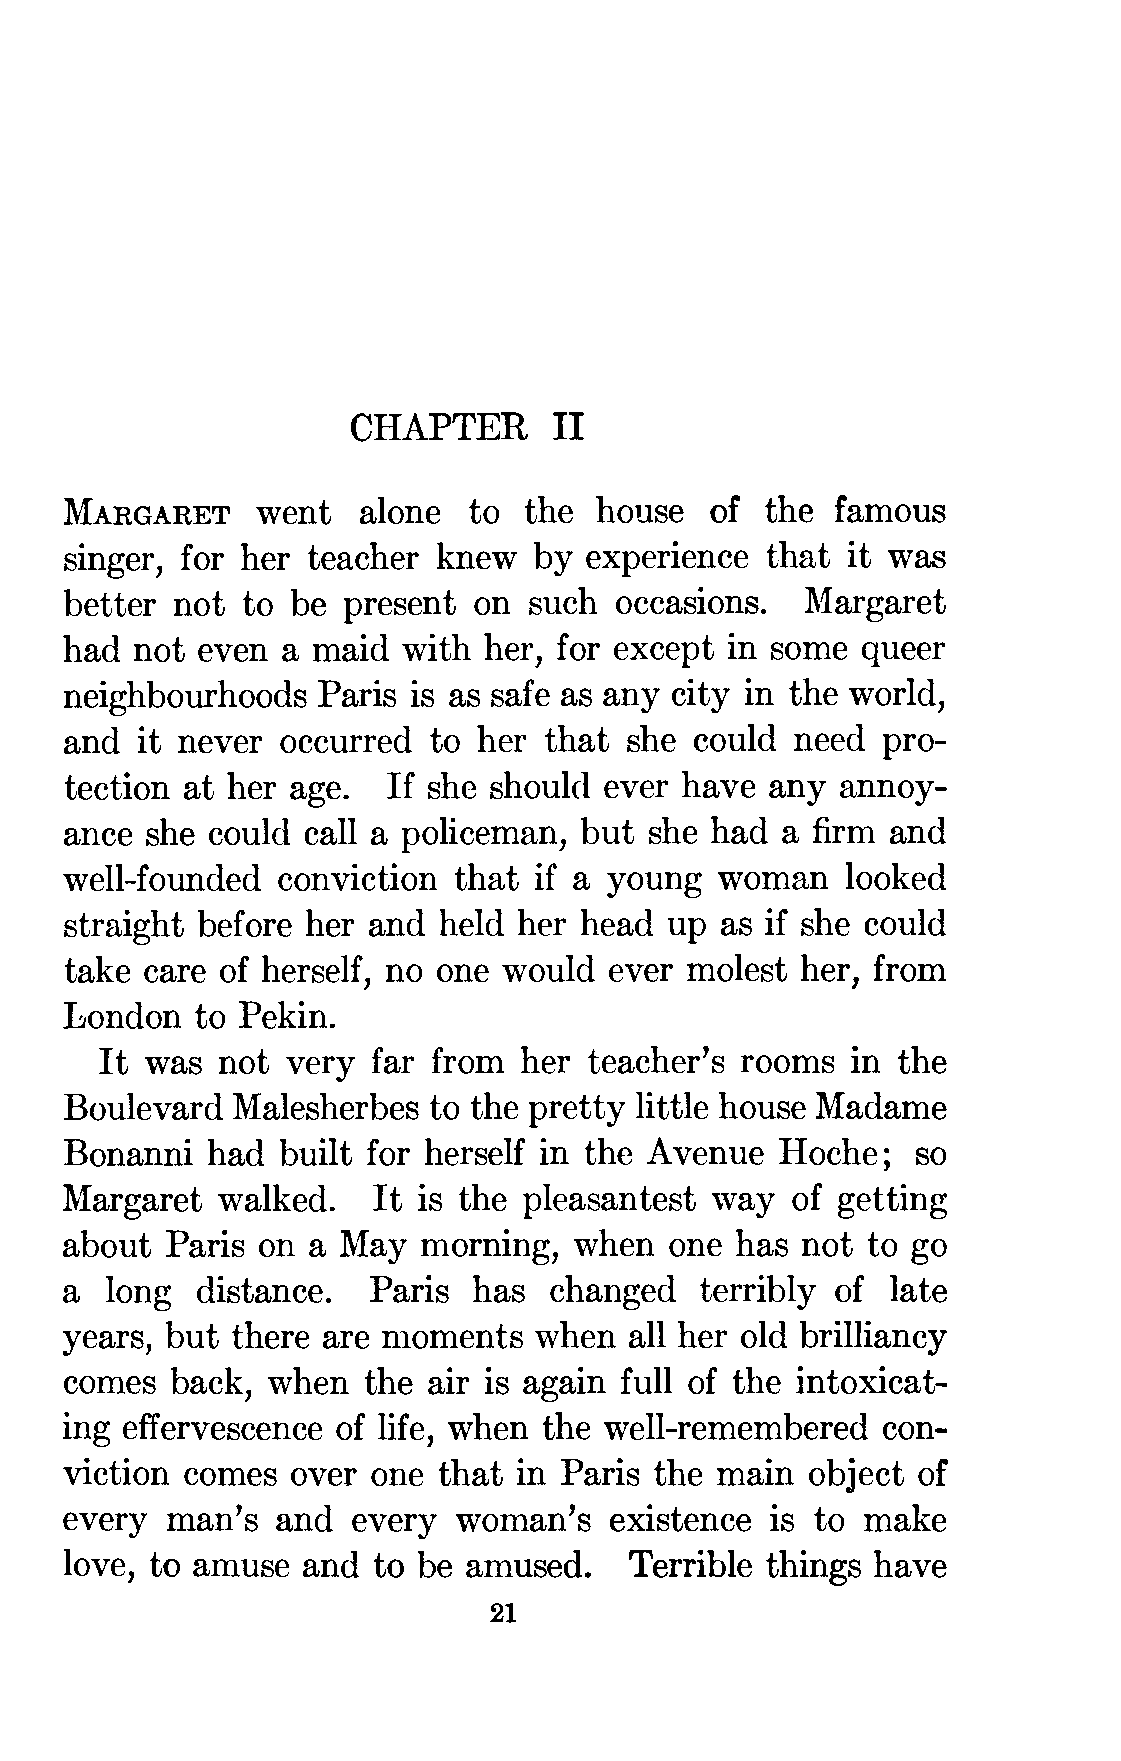 CHAPTER II
MARGARET went alone to the house of the famous
singer, for her teacher knew by experience that it was
better not to be present on such occasions. Margaret
had not even a maid with her, for except in some queer
neighbourhoods Paris is as safe as any city in the world,
and it never occurred to her that she could need pro-
tection at her age. If she should ever have any annoy-
ance she could call a policeman, but she had a firm and
well-founded conviction that if a young woman looked
straight before her and held her head up as if she could
take care of herself, no one would ever molest her, from
London to Pekin.
It was not very far from her teacher's rooms in the
Boulevard Malesherbes to the pretty little house Madame
Bonanni had built for herself in the Avenue Hoche; so
Margaret walked. It is the pleasantest way of getting
about Paris on a May morning, when one has not to go
a long distance. Paris has changed terribly of late
years, but there are moments when all her old brilliancy
comes back, when the air is again full of the intoxicat-
ing effervescence of life, when the well-remembered con-
viction comes over one that in Paris the main object of
every man's and every woman's existence is to make
love, to amuse and to be amused. Terrible things have
21